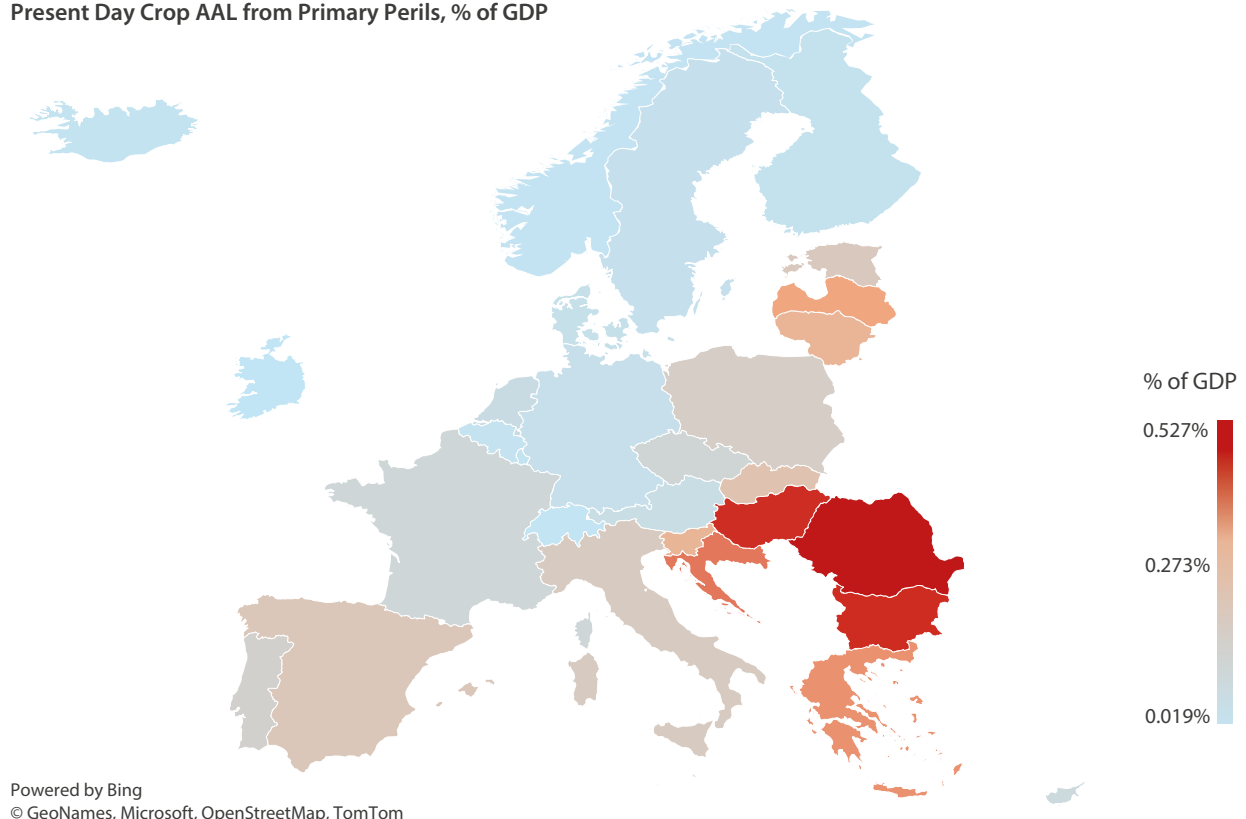 Present Day Crop AAL from Primary Perils, % of GDP
% of GDP
0.527%
0.273%
0.019%
Powered by Bing
© GeoNames, Microsoft, OpenStreetMap, TomTom